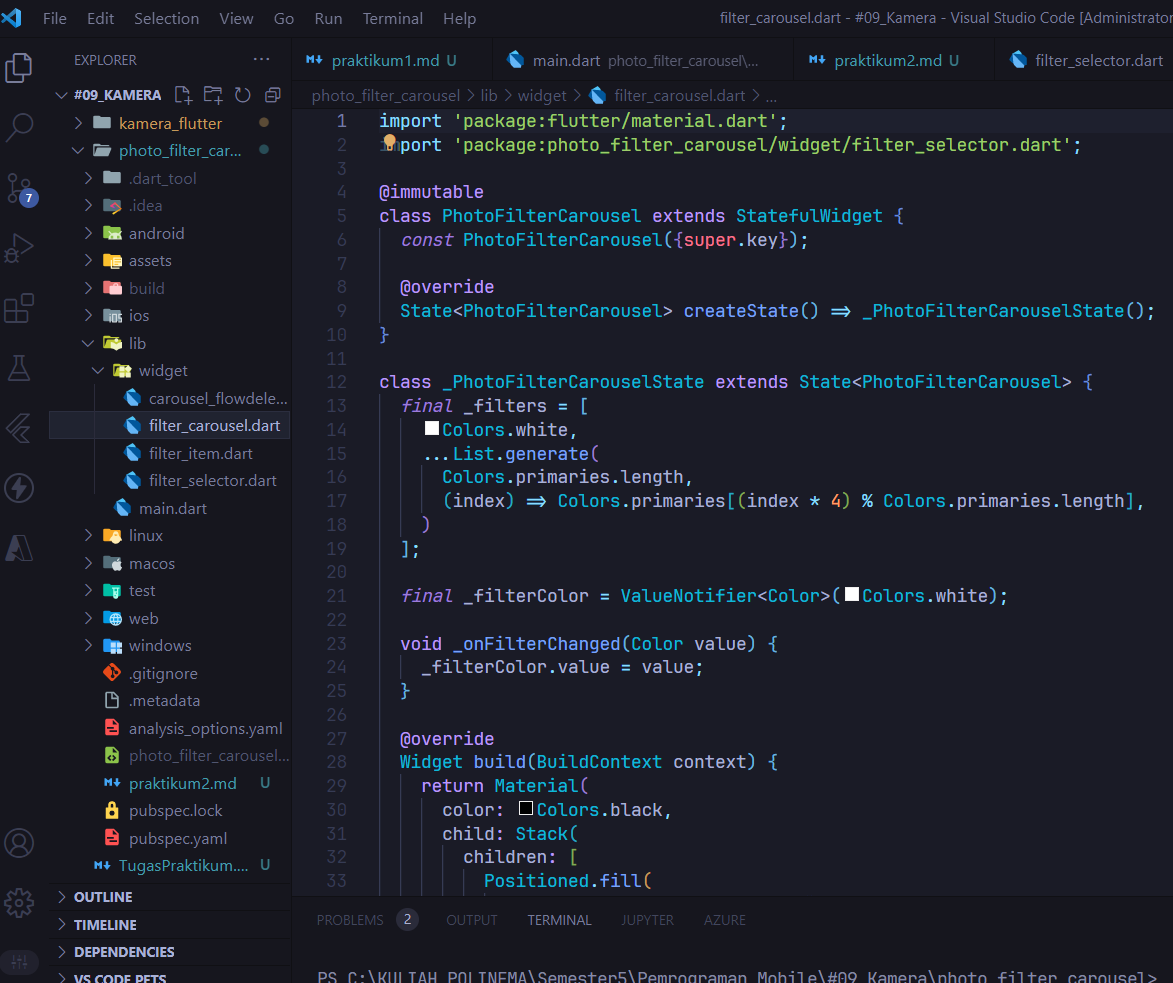 File Edit Selection View Go Run Terminal Help
filter_carousel.dart - #09_Kamera - Visual Studio Code [Administrator
EXPLORER
#09_KAMERA
kamera_flutter
photo_filter_car...
.dart_tool
.idea
android
assets
build
ios
lib
widget
carousel_flowdele...
filter_carousel.dart
filter_item.dart
filter_selector.dart
main.dart
linux
macos
test
web
windows
.gitignore
.metadata
analysis_options.yaml
photo_filter_carousel...
praktikum2.md U
pubspec.lock
pubspec.yaml
TugasPraktikum.... U
OUTLINE
TIMELINE
DEPENDENCIES
VS CODE PETS
7
praktikum1.md U
main.dart photo_filter_carousel\...
praktikum2.md U
filter_selector.dart
photo_filter_carousel > lib > widget > filter_carousel.dart > ...
1 import 'package:flutter/material.dart';
2 import 'package:photo_filter_carousel/widget/filter_selector.dart';
3
4 @immutable
5 class PhotoFilterCarousel extends StatefulWidget {
6 const PhotoFilterCarousel({super.key});
7
8 @override
9 State<PhotoFilterCarousel> createState() => _PhotoFilterCarouselState();
10 }
11
12 class _PhotoFilterCarouselState extends State<PhotoFilterCarousel> {
13 final _filters = [
14 Colors.white,
15 ...List.generate(
16 Colors.primaries.length,
17 (index) => Colors.primaries[(index * 4) % Colors.primaries.length],
18 )
19 ];
20
21 final _filterColor = ValueNotifier<Color>(Colors.white);
22
23 void _onFilterChanged(Color value) {
24 _filterColor.value = value;
25 }
26
27 @override
28 Widget build(BuildContext context) {
29 return Material(
30 color: Colors.black,
31 child: Stack(
32 children: [
33 Positioned.fill(
PROBLEMS 2 OUTPUT TERMINAL JUPYTER AZURE
PS C:\KULIAH POLINEMA\Semester5\Pemrograman Mobile\#09_Kamera\photo_filter_carousel>